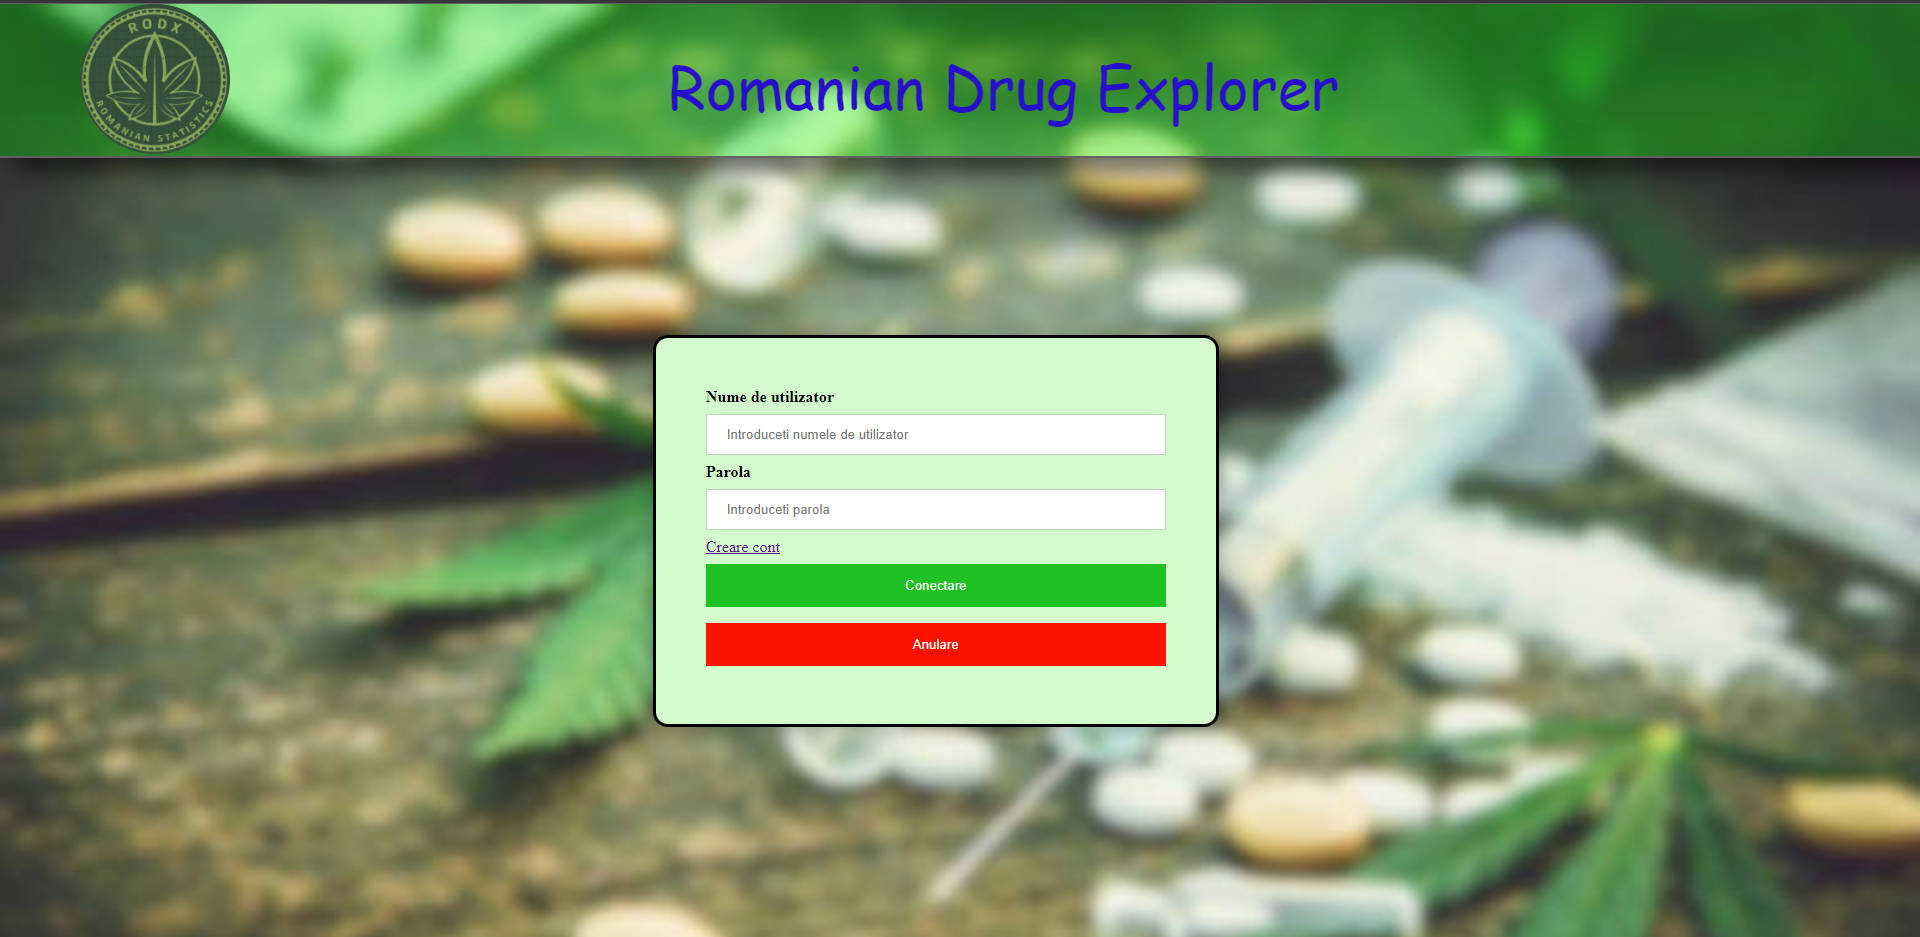 RODX
ROMANIAN STATISTICS
Romanian Drug Explorer
Nume de utilizator
Introduceti numele de utilizator
Parola
Introduceti parola
Creare cont
Conectare
Anulare